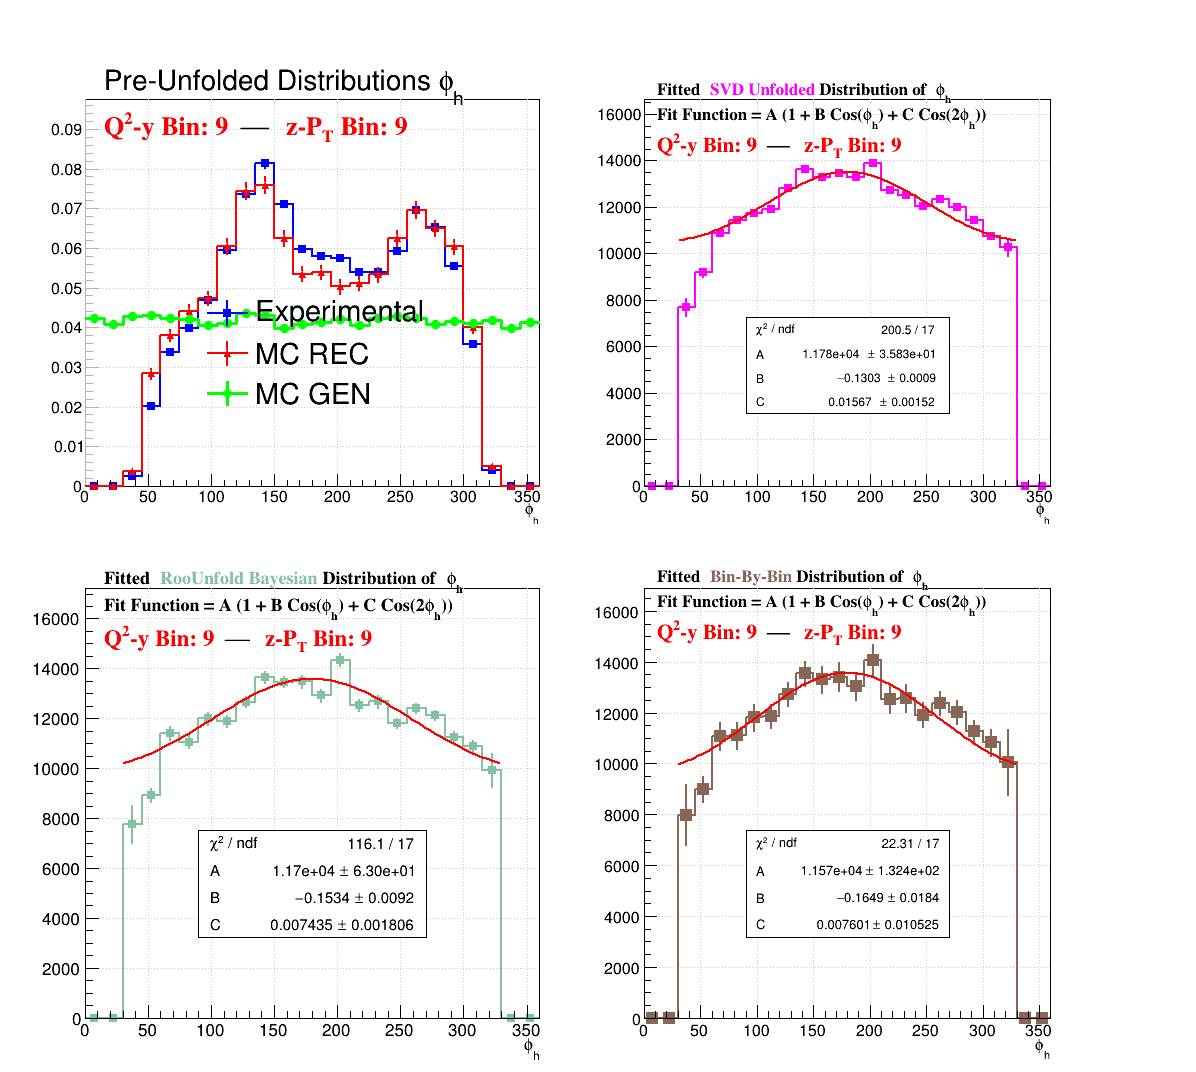 Pre-Unfolded Distributions ϕh
Q2-y Bin: 9 — z-PT Bin: 9
0.09
0.08
0.07
0.06
0.05
0.04
0.03
0.02
0.01
0
Experimental
MC REC
MC GEN
0 50 100 150 200 250 300 350
ϕh
Fitted SVD Unfolded Distribution of ϕh
Fit Function = A (1 + B Cos(ϕh) + C Cos(2ϕh))
Q2-y Bin: 9 — z-PT Bin: 9
16000
14000
12000
10000
8000
6000
4000
2000
0
χ2 / ndf 200.5 / 17
A 1.178e+04 ± 3.583e+01
B −0.1303 ± 0.0009
C 0.01567 ± 0.00152
0 50 100 150 200 250 300 350
ϕh
Fitted RooUnfold Bayesian Distribution of ϕh
Fit Function = A (1 + B Cos(ϕh) + C Cos(2ϕh))
Q2-y Bin: 9 — z-PT Bin: 9
16000
14000
12000
10000
8000
6000
4000
2000
0
χ2 / ndf 116.1 / 17
A 1.17e+04 ± 6.30e+01
B −0.1534 ± 0.0092
C 0.007435 ± 0.001806
0 50 100 150 200 250 300 350
ϕh
Fitted Bin-By-Bin Distribution of ϕh
Fit Function = A (1 + B Cos(ϕh) + C Cos(2ϕh))
Q2-y Bin: 9 — z-PT Bin: 9
16000
14000
12000
10000
8000
6000
4000
2000
0
χ2 / ndf 22.31 / 17
A 1.157e+04 ± 1.324e+02
B −0.1649 ± 0.0184
C 0.007601 ± 0.010525
0 50 100 150 200 250 300 350
ϕh